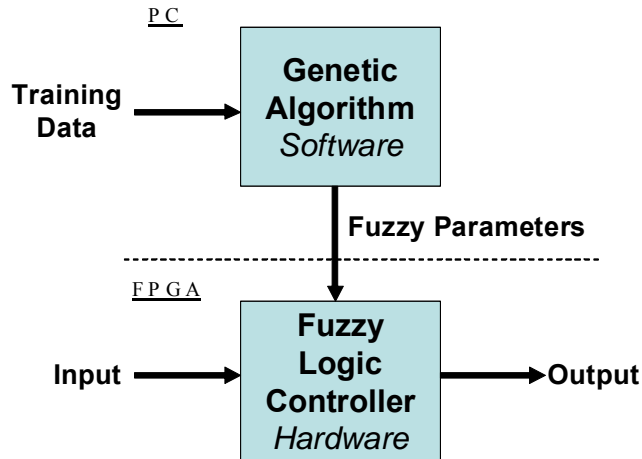 P C
Genetic
Algorithm
Software
Training
Data
Fuzzy Parameters
F P G A
Fuzzy
Logic
Controller
Hardware
Input
Output